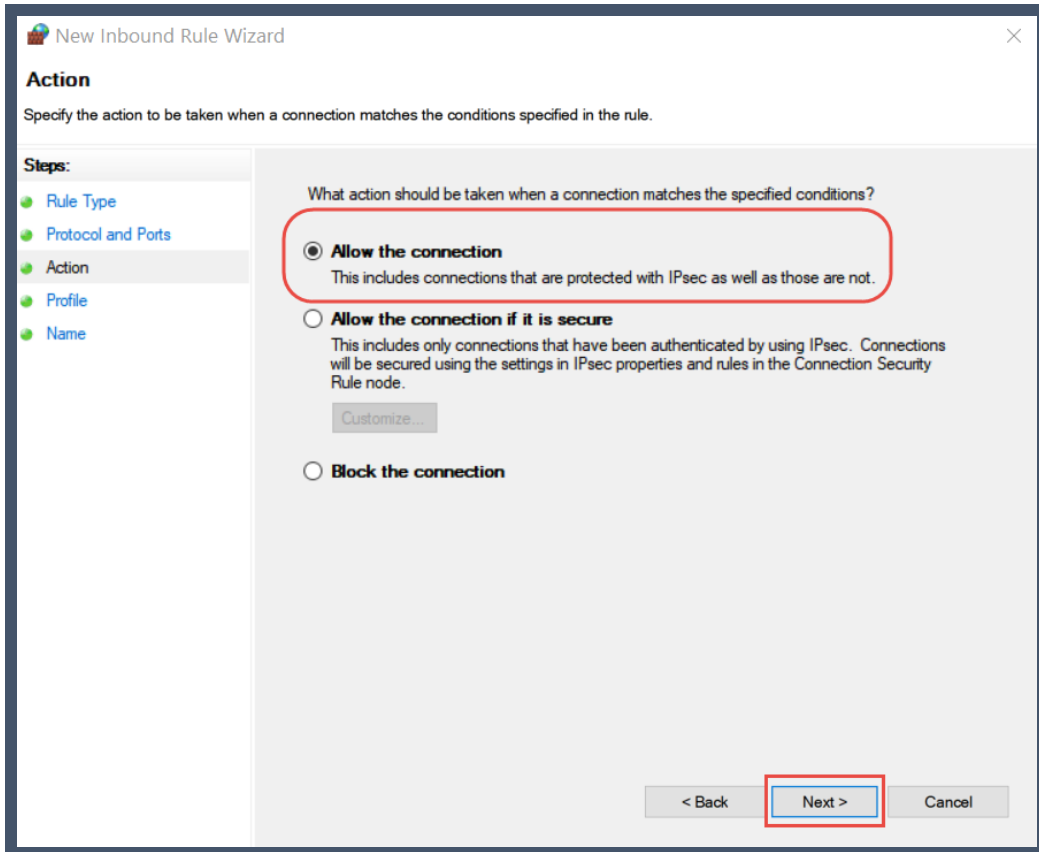 New Inbound Rule Wizard
Action
Specify the action to be taken when a connection matches the conditions specified in the rule.
Steps:
Rule Type
Protocol and Ports
Action
Profile
Name
What action should be taken when a connection matches the specified conditions?
Allow the connection
This includes connections that are protected with IPsec as well as those are not.
Allow the connection if it is secure
This includes only connections that have been authenticated by using IPsec. Connections
will be secured using the settings in IPsec properties and rules in the Connection Security
Rule node.
Customize...
Block the connection
< Back
Next >
Cancel